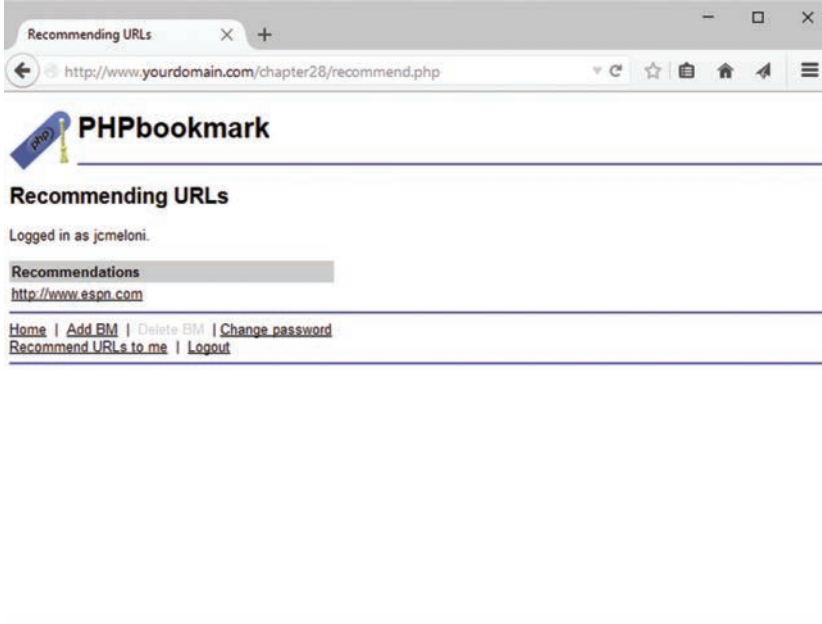 Recommending URLs
http://www.yourdomain.com/chapter28/recommend.php
php
PHPbookmark
Recommending URLs
Logged in as jcmeloni.
Recommendations
http://www.espn.com
Home | Add BM | Delete BM | Change password
Recommend URLs to me | Logout